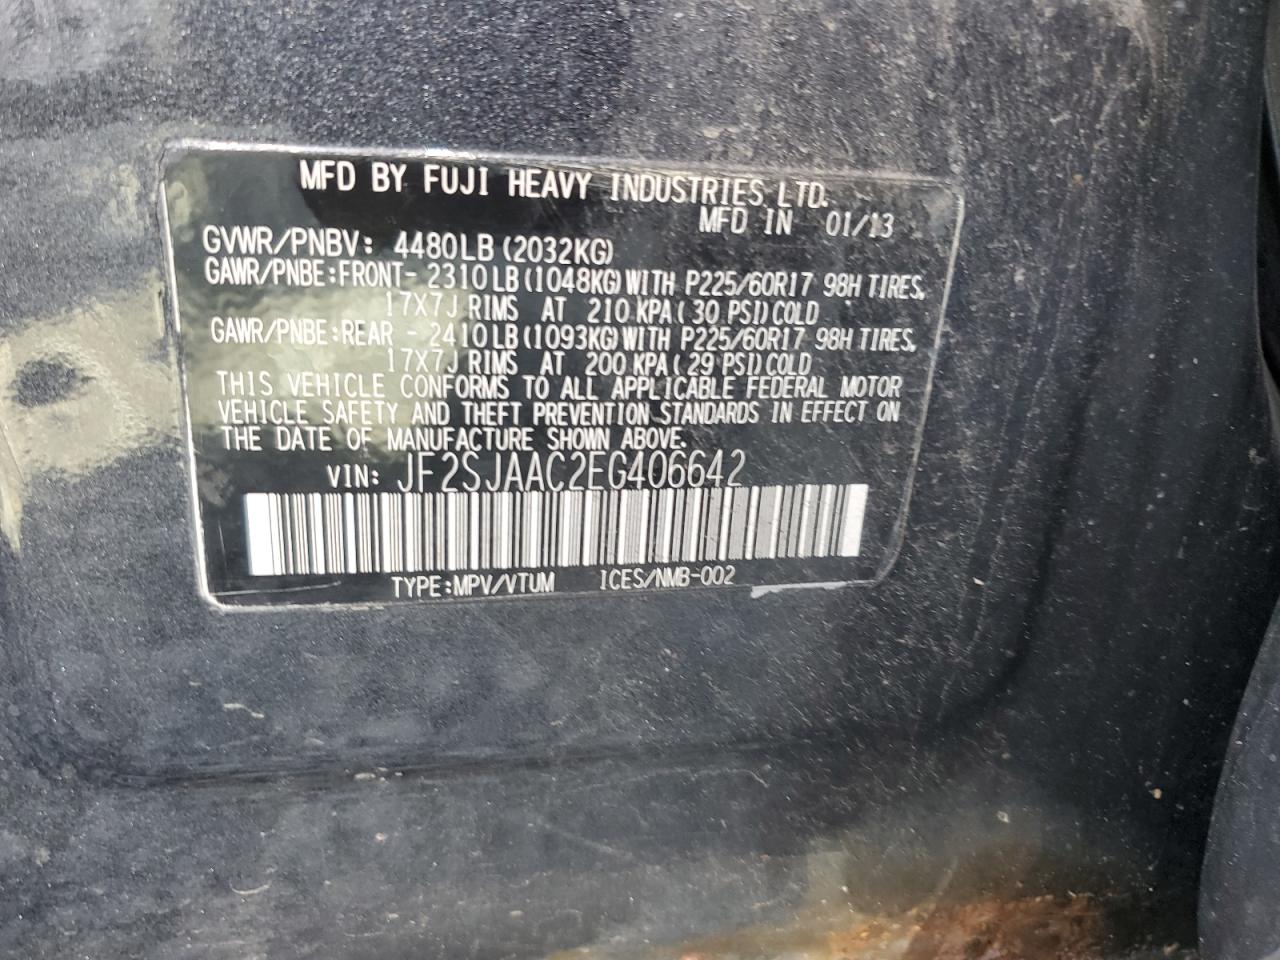 MFD BY FUJI HEAVY INDUSTRIES LTD.
MFD IN 01/13
GVWR/PNBV: 4480LB (2032KG)
GAWR/PNBE:FRONT- 2310LB (1048KG) WITH P225/60R17 98H TIRES,
17X7J RIMS AT 210 KPA (30 PSI) COLD
GAWR/PNBE:REAR - 2410LB (1093KG) WITH P225/60R17 98H TIRES,
17X7J RIMS AT 200 KPA (29 PSI) COLD
THIS VEHICLE CONFORMS TO ALL APPLICABLE FEDERAL MOTOR
VEHICLE SAFETY AND THEFT PREVENTION STANDARDS IN EFFECT ON
THE DATE OF MANUFACTURE SHOWN ABOVE.
VIN: JF2SJAAC2EG406642
TYPE:MPV/VTUM ICES/NMB-002